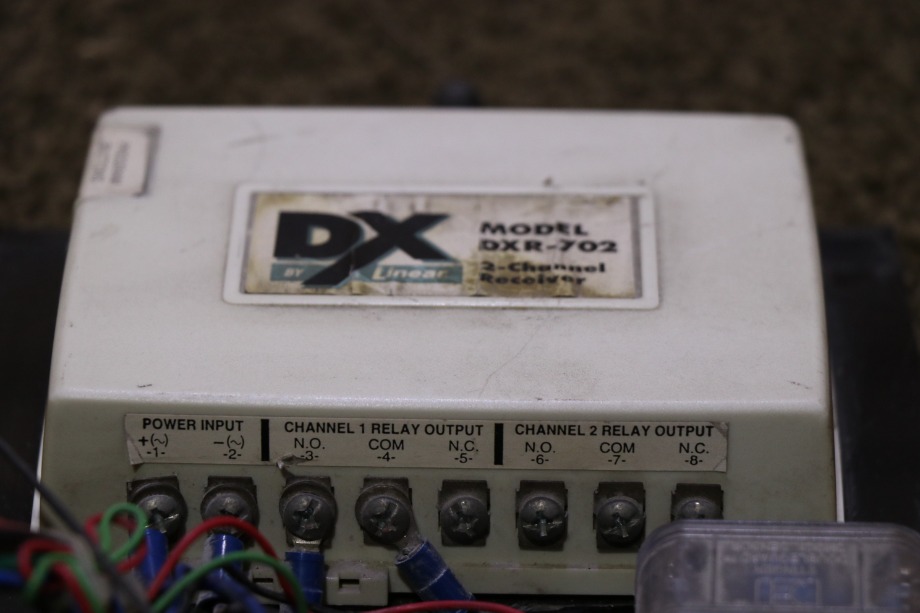 DX
BY Linear
MODEL
DXR-702
2-Channel
Receiver
POWER INPUT
+(~) -(~)
-1- -2-
CHANNEL 1 RELAY OUTPUT
N.O. COM N.C.
-3- -4- -5-
CHANNEL 2 RELAY OUTPUT
N.O. COM N.C.
-6- -7- -8-